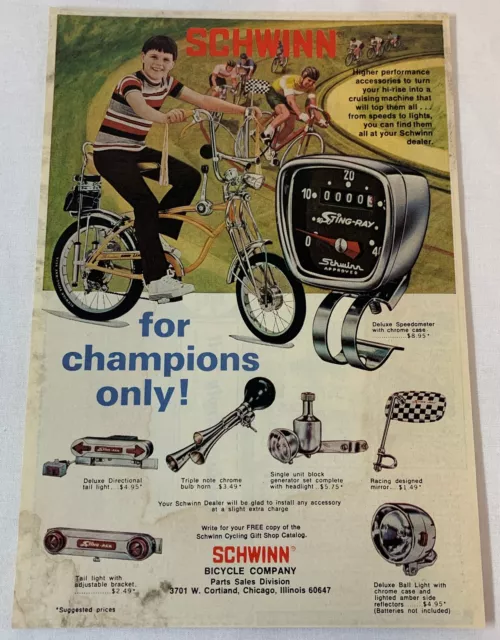 SCHWINN®
Higher performance
accessories to turn
your hi-rise into a
cruising machine that
will top them all . . .
from speeds to lights,
you can find them
all at your Schwinn
dealer.
20
10
0000
STING-RAY
0
40
Schwinn
APPROVED
for
champions
only!
Deluxe Speedometer
with chrome case
........$8.95*
STING-RAY
Deluxe Directional
tail light....$4.95*
Triple note chrome
bulb horn ..$3.49*
Single unit block
generator set complete
with headlight...$5.75*
Racing designed
mirror....$1.49*
Your Schwinn Dealer will be glad to install any accessory
at a slight extra charge
Write for your FREE copy of the
Schwinn Cycling Gift Shop Catalog.
STING-RAY
Tail light with
adjustable bracket.
........$2.49*
SCHWINN®
BICYCLE COMPANY
Parts Sales Division
3701 W. Cortland, Chicago, Illinois 60647
Deluxe Ball Light with
chrome case and
lighted amber side
reflectors ....$4.95*
(Batteries not included)
*Suggested prices